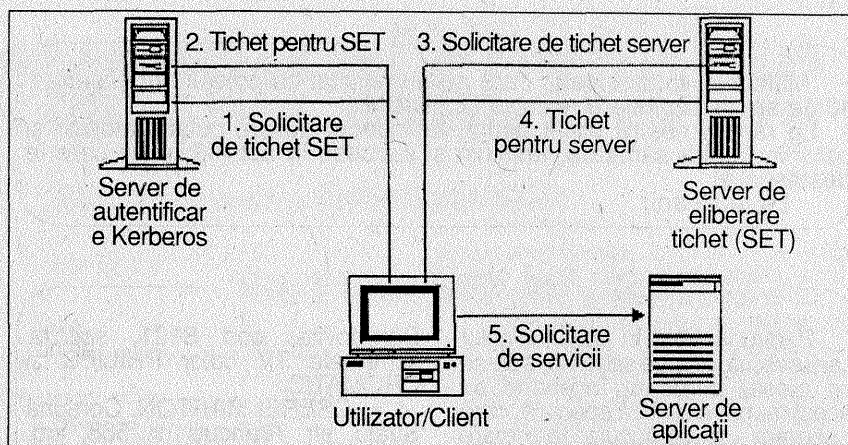 2. Tichet pentru SET
3. Solicitare de tichet server
1. Solicitare
de tichet SET
4. Tichet
pentru server
Server de
autentificar
e Kerberos
Server de
eliberare
tichet (SET)
5. Solicitare
de servicii
Utilizator/Client
Server de
aplicații